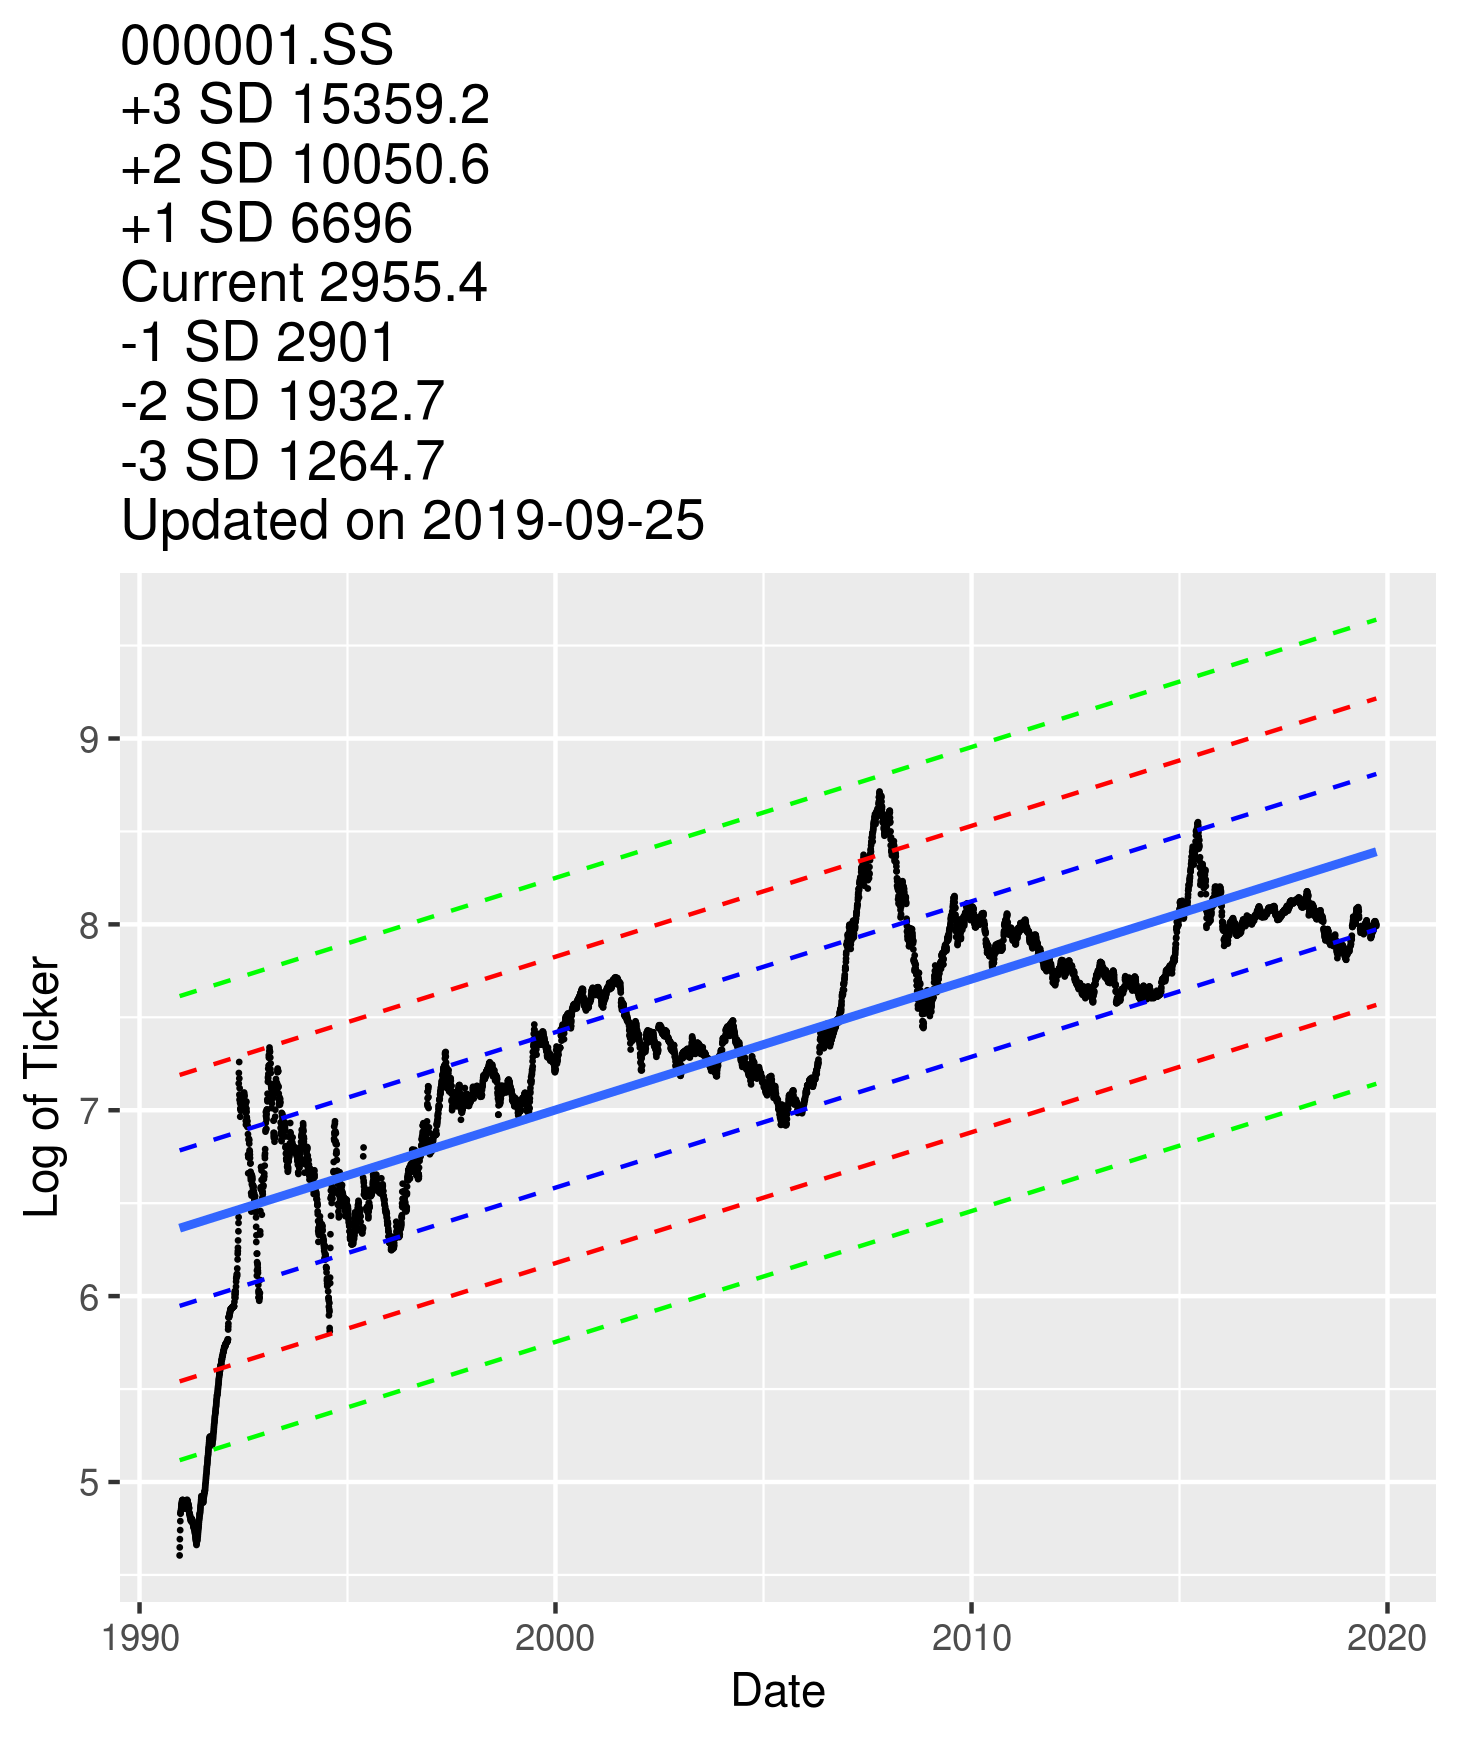 000001.SS
+3 SD 15359.2
+2 SD 10050.6
+1 SD 6696
Current 2955.4
-1 SD 2901
-2 SD 1932.7
-3 SD 1264.7
Updated on 2019-09-25
Log of Ticker
9
8
7
6
5
1990 2000 2010 2020
Date